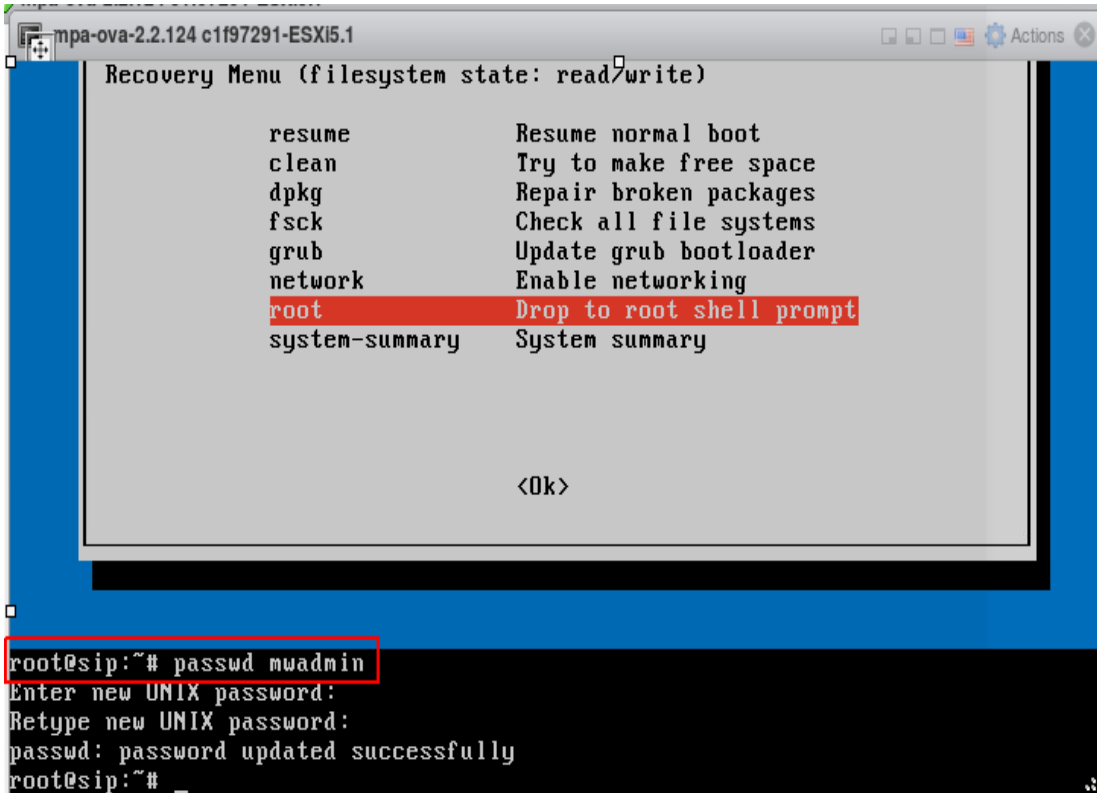 mpa-ova-2.2.124 c1f97291-ESXi5.1 Actions
Recovery Menu (filesystem state: read/write)
resume Resume normal boot
clean Try to make free space
dpkg Repair broken packages
fsck Check all file systems
grub Update grub bootloader
network Enable networking
root Drop to root shell prompt
system-summary System summary
<Ok>
root@sip:~# passwd mwadmin
Enter new UNIX password:
Retype new UNIX password:
passwd: password updated successfully
root@sip:~# _